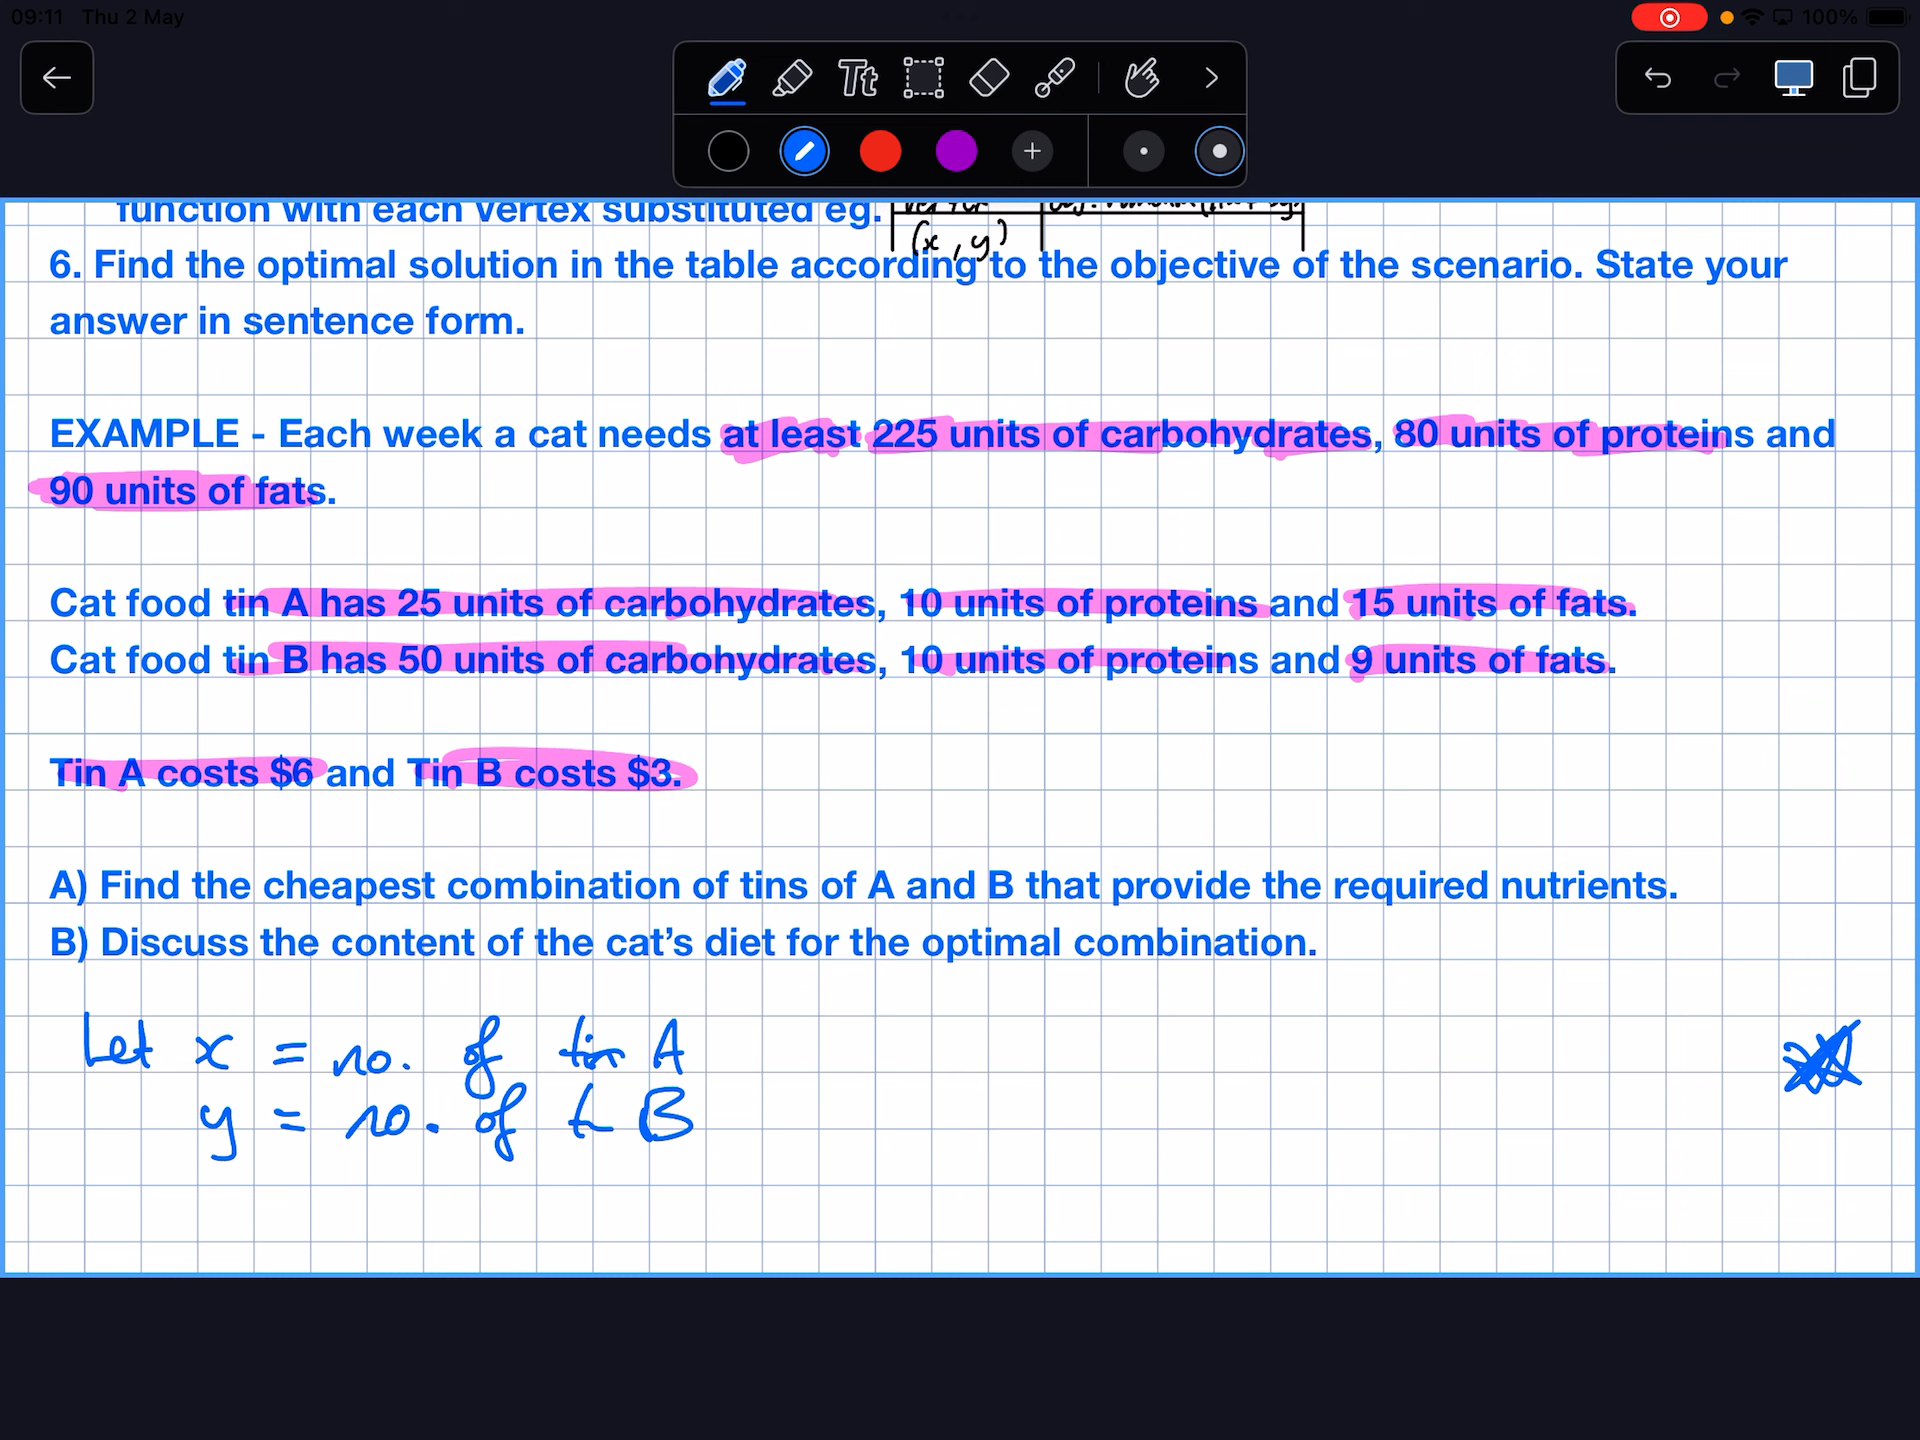 09:11 Thu 2 May
100%
Tt
function with each vertex substituted eg.
(x, y)
6. Find the optimal solution in the table according to the objective of the scenario. State your
answer in sentence form.
EXAMPLE - Each week a cat needs at least 225 units of carbohydrates, 80 units of proteins and
90 units of fats.
Cat food tin A has 25 units of carbohydrates, 10 units of proteins and 15 units of fats.
Cat food tin B has 50 units of carbohydrates, 10 units of proteins and 9 units of fats.
Tin A costs $6 and Tin B costs $3.
A) Find the cheapest combination of tins of A and B that provide the required nutrients.
B) Discuss the content of the cat's diet for the optimal combination.
Let x = no. of tin A
y = no. of tin B